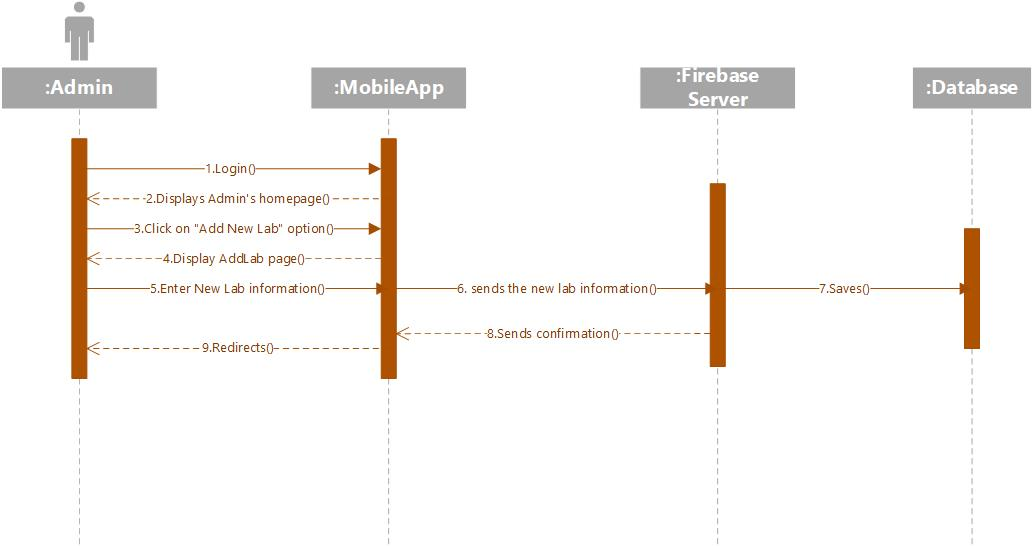 :Admin
:MobileApp
:Firebase
Server
:Database
1.Login()
2.Displays Admin's homepage()
3.Click on "Add New Lab" option()
4.Display AddLab page()
5.Enter New Lab information()
6. sends the new lab information()
7.Saves()
8.Sends confirmation()
9.Redirects()